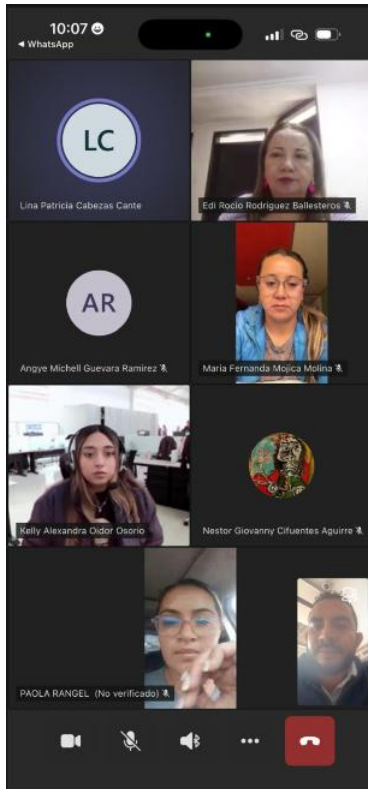 10:07
WhatsApp
LC
Lina Patricia Cabezas Cante
Edi Rocio Rodriguez Ballesteros
AR
Angye Michell Guevara Ramirez
Maria Fernanda Mojica Molina
Kelly Alexandra Oidor Osorio
Nestor Giovanny Cifuentes Aguirre
PAOLA RANGEL (No verificado)